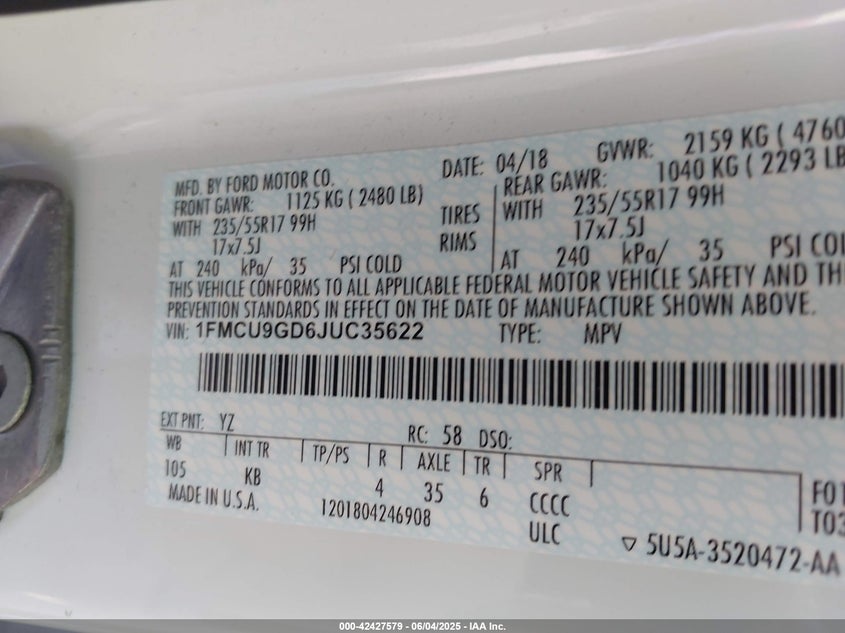 MFD. BY FORD MOTOR CO.
DATE: 04/18
GVWR: 2159 KG ( 4760
FRONT GAWR: 1125 KG ( 2480 LB)
REAR GAWR: 1040 KG ( 2293 LB
WITH 235/55R17 99H
TIRES
WITH 235/55R17 99H
17x7.5J
RIMS
17x7.5J
AT 240 kPa/ 35 PSI COLD
AT 240 kPa/ 35 PSI COL
THIS VEHICLE CONFORMS TO ALL APPLICABLE FEDERAL MOTOR VEHICLE SAFETY AND THE
PREVENTION STANDARDS IN EFFECT ON THE DATE OF MANUFACTURE SHOWN ABOVE.
VIN: 1FMCU9GD6JUC35622
TYPE: MPV
EXT PNT: YZ
RC: 58 DSO:
WB INT TR TP/PS R AXLE TR SPR
105 KB 4 35 6 CCCC
MADE IN U.S.A.
1201804246908
ULC
F01
T03
▽ 5U5A-3520472-AA
000-42427579 - 06/04/2025 - IAA Inc.